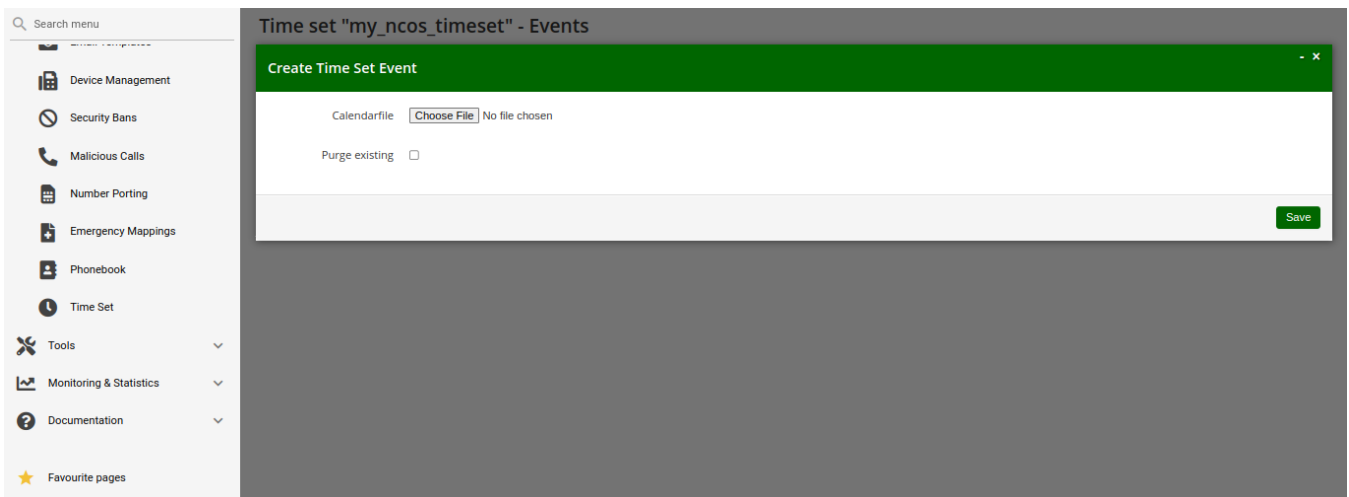 Search menu
Device Management
Security Bans
Malicious Calls
Number Porting
Emergency Mappings
Phonebook
Time Set
Tools
Monitoring & Statistics
Documentation
Favourite pages
Time set "my_ncos_timeset" - Events
Create Time Set Event
- ×
Calendarfile Choose File No file chosen
Purge existing
Save